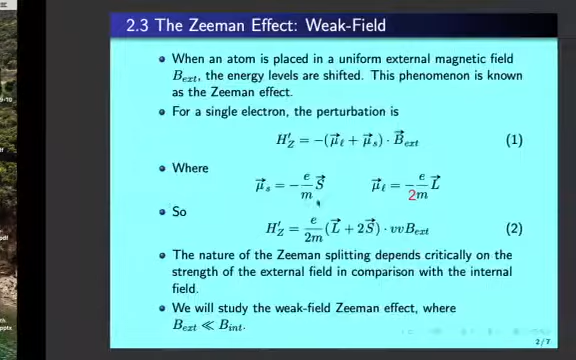 2.3 The Zeeman Effect: Weak-Field
When an atom is placed in a uniform external magnetic field
B_ext, the energy levels are shifted. This phenomenon is known
as the Zeeman effect.
For a single electron, the perturbation is
H′_Z = −(μ⃗_ℓ + μ⃗_s) · B⃗_ext (1)
Where
μ⃗_s = −e/m S⃗ μ⃗_ℓ = −e/2m L⃗
So
H′_Z = e/2m (L⃗ + 2S⃗) · vvB_ext (2)
The nature of the Zeeman splitting depends critically on the
strength of the external field in comparison with the internal
field.
We will study the weak-field Zeeman effect, where
B_ext ≪ B_int.
2 / 7